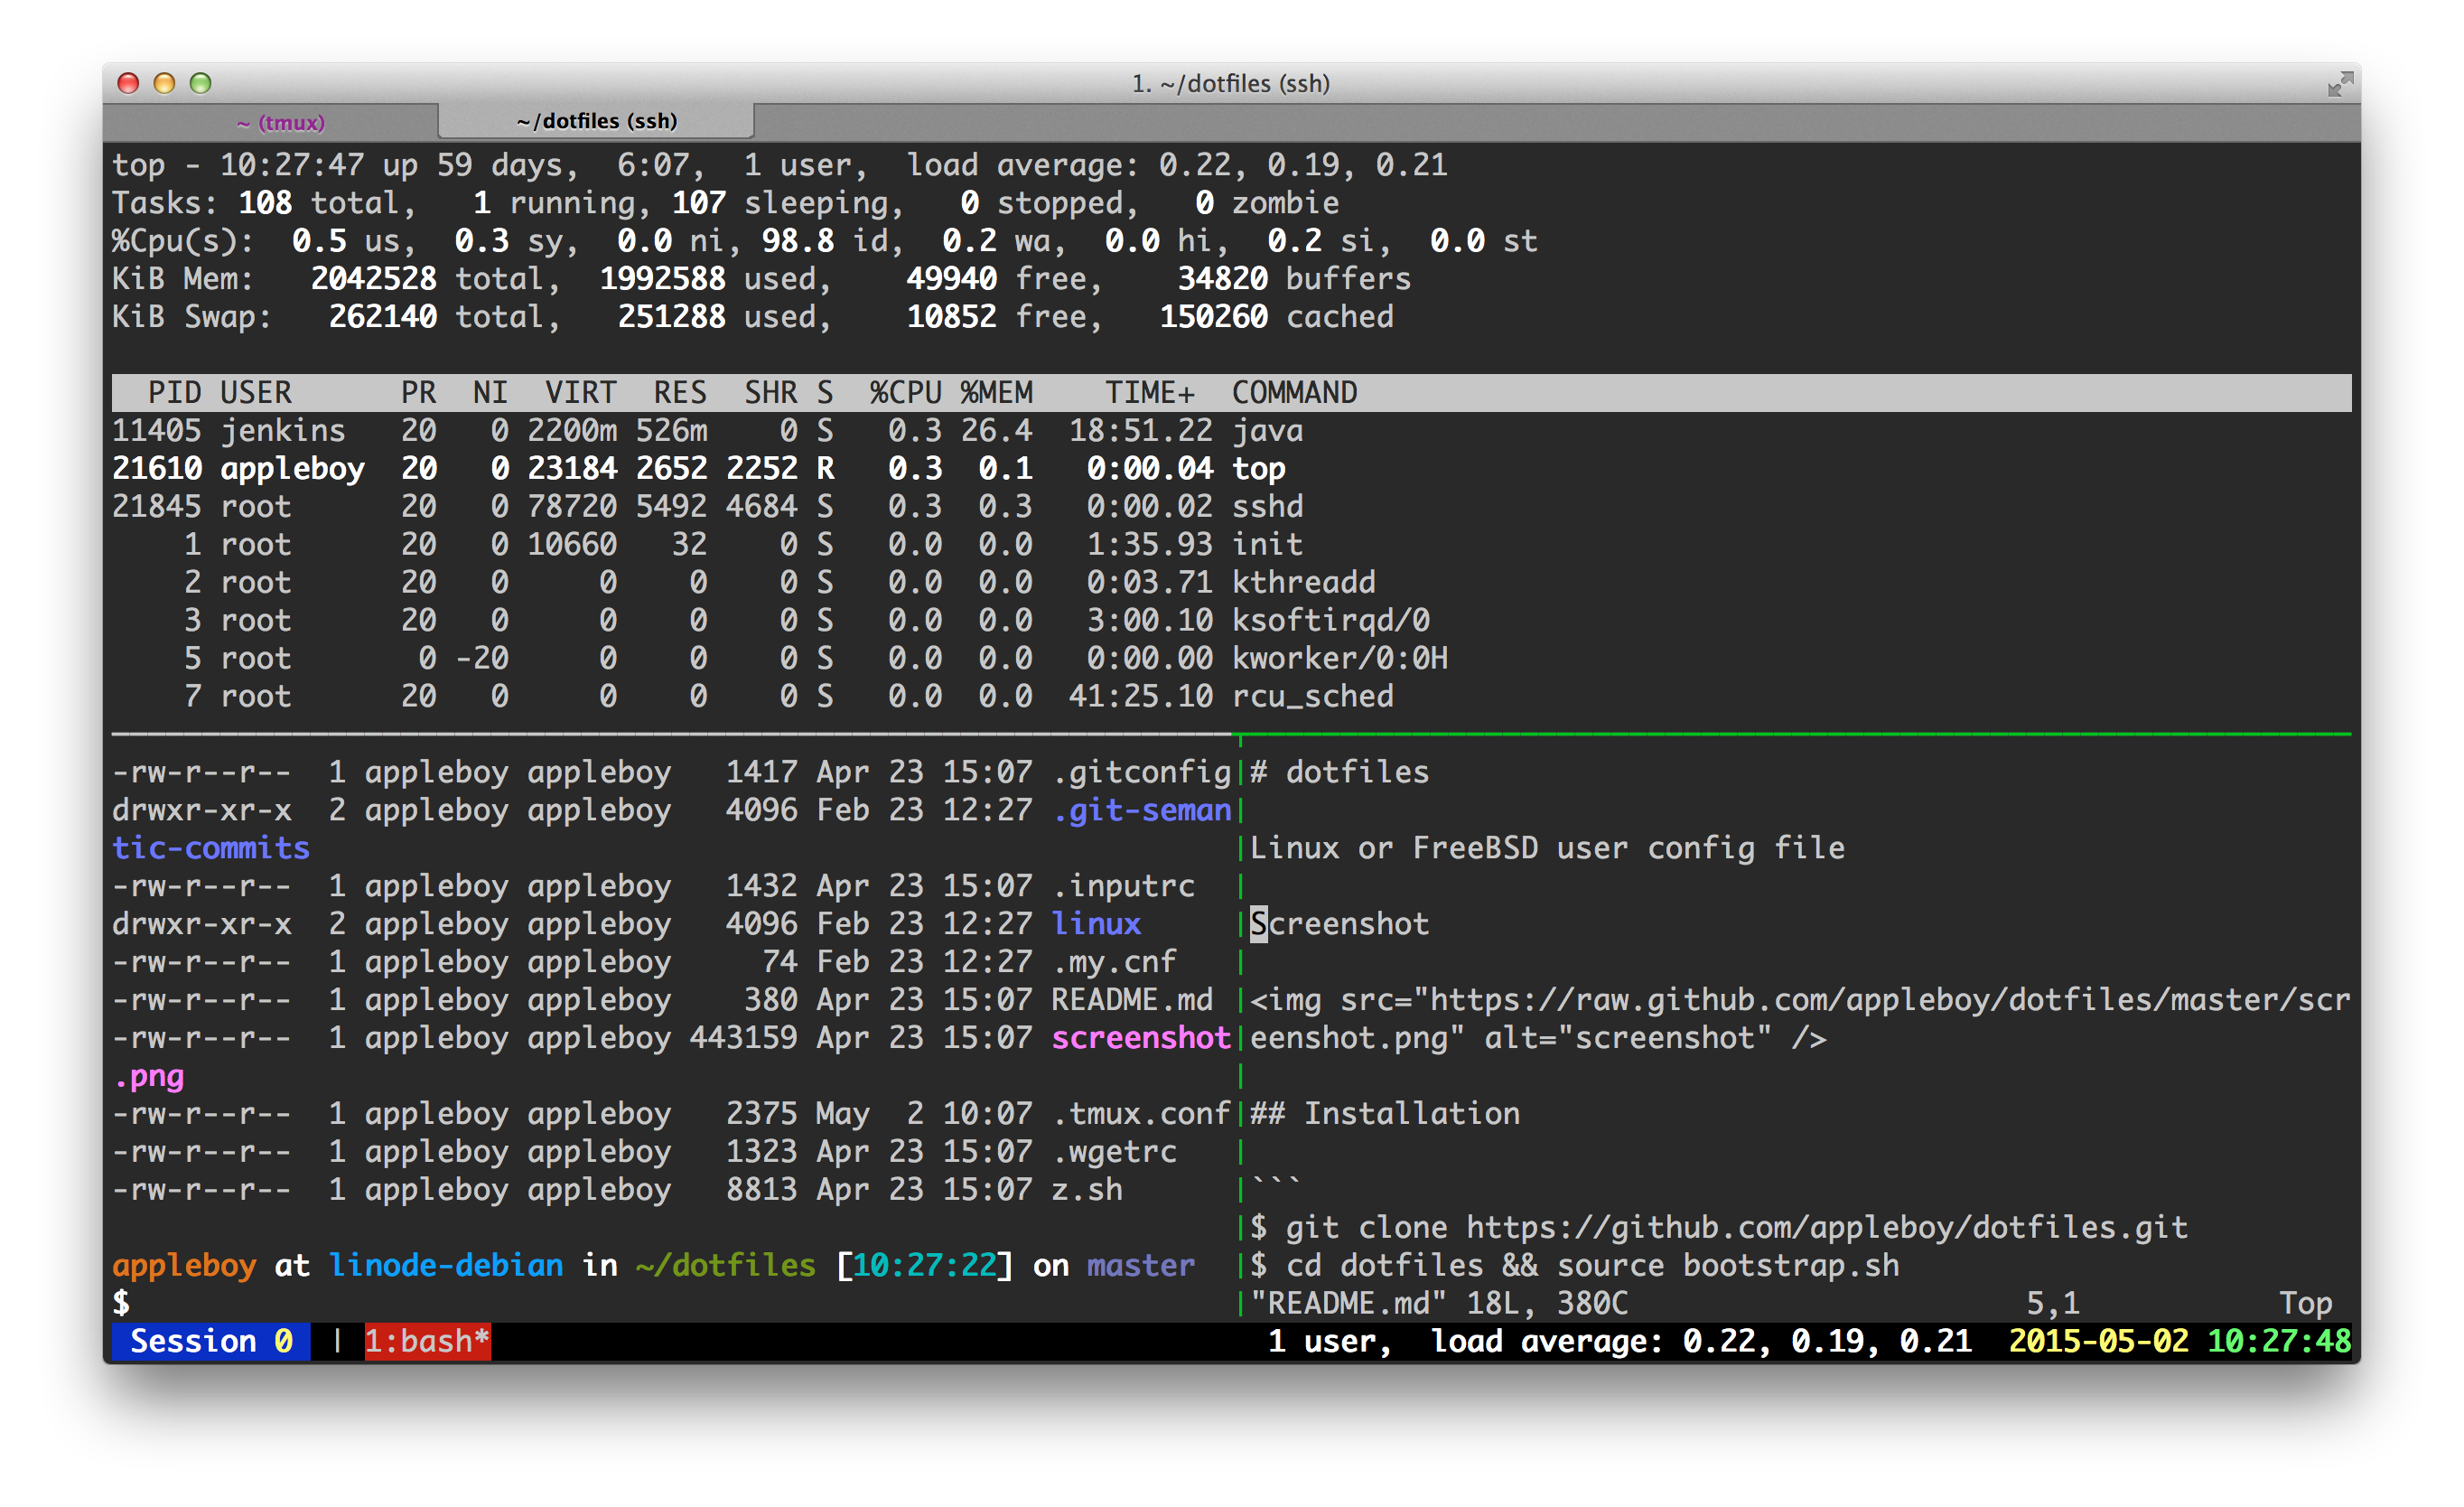 1. ~/dotfiles (ssh)
~ (tmux)
~/dotfiles (ssh)
top - 10:27:47 up 59 days,  6:07,  1 user,  load average: 0.22, 0.19, 0.21
Tasks: 108 total,   1 running, 107 sleeping,   0 stopped,   0 zombie
%Cpu(s):  0.5 us,  0.3 sy,  0.0 ni, 98.8 id,  0.2 wa,  0.0 hi,  0.2 si,  0.0 st
KiB Mem:   2042528 total,  1992588 used,    49940 free,    34820 buffers
KiB Swap:   262140 total,   251288 used,    10852 free,   150260 cached
  PID USER      PR  NI  VIRT  RES  SHR S  %CPU %MEM    TIME+  COMMAND
11405 jenkins   20   0 2200m 526m    0 S   0.3 26.4  18:51.22 java
21610 appleboy  20   0 23184 2652 2252 R   0.3  0.1   0:00.04 top
21845 root      20   0 78720 5492 4684 S   0.3  0.3   0:00.02 sshd
    1 root      20   0 10660   32    0 S   0.0  0.0   1:35.93 init
    2 root      20   0     0    0    0 S   0.0  0.0   0:03.71 kthreadd
    3 root      20   0     0    0    0 S   0.0  0.0   3:00.10 ksoftirqd/0
    5 root       0 -20     0    0    0 S   0.0  0.0   0:00.00 kworker/0:0H
    7 root      20   0     0    0    0 S   0.0  0.0  41:25.10 rcu_sched
-rw-r--r--  1 appleboy appleboy   1417 Apr 23 15:07 .gitconfig
drwxr-xr-x  2 appleboy appleboy   4096 Feb 23 12:27 .git-seman
tic-commits
-rw-r--r--  1 appleboy appleboy   1432 Apr 23 15:07 .inputrc
drwxr-xr-x  2 appleboy appleboy   4096 Feb 23 12:27 linux
-rw-r--r--  1 appleboy appleboy     74 Feb 23 12:27 .my.cnf
-rw-r--r--  1 appleboy appleboy    380 Apr 23 15:07 README.md
-rw-r--r--  1 appleboy appleboy 443159 Apr 23 15:07 screenshot
.png
-rw-r--r--  1 appleboy appleboy   2375 May  2 10:07 .tmux.conf
-rw-r--r--  1 appleboy appleboy   1323 Apr 23 15:07 .wgetrc
-rw-r--r--  1 appleboy appleboy   8813 Apr 23 15:07 z.sh
appleboy at linode-debian in ~/dotfiles [10:27:22] on master
$
# dotfiles
Linux or FreeBSD user config file
Screenshot
<img src="https://raw.github.com/appleboy/dotfiles/master/scr
eenshot.png" alt="screenshot" />
## Installation
```
$ git clone https://github.com/appleboy/dotfiles.git
$ cd dotfiles && source bootstrap.sh
"README.md" 18L, 380C                      5,1           Top
Session 0 | 1:bash*
1 user,  load average: 0.22, 0.19, 0.21  2015-05-02 10:27:48